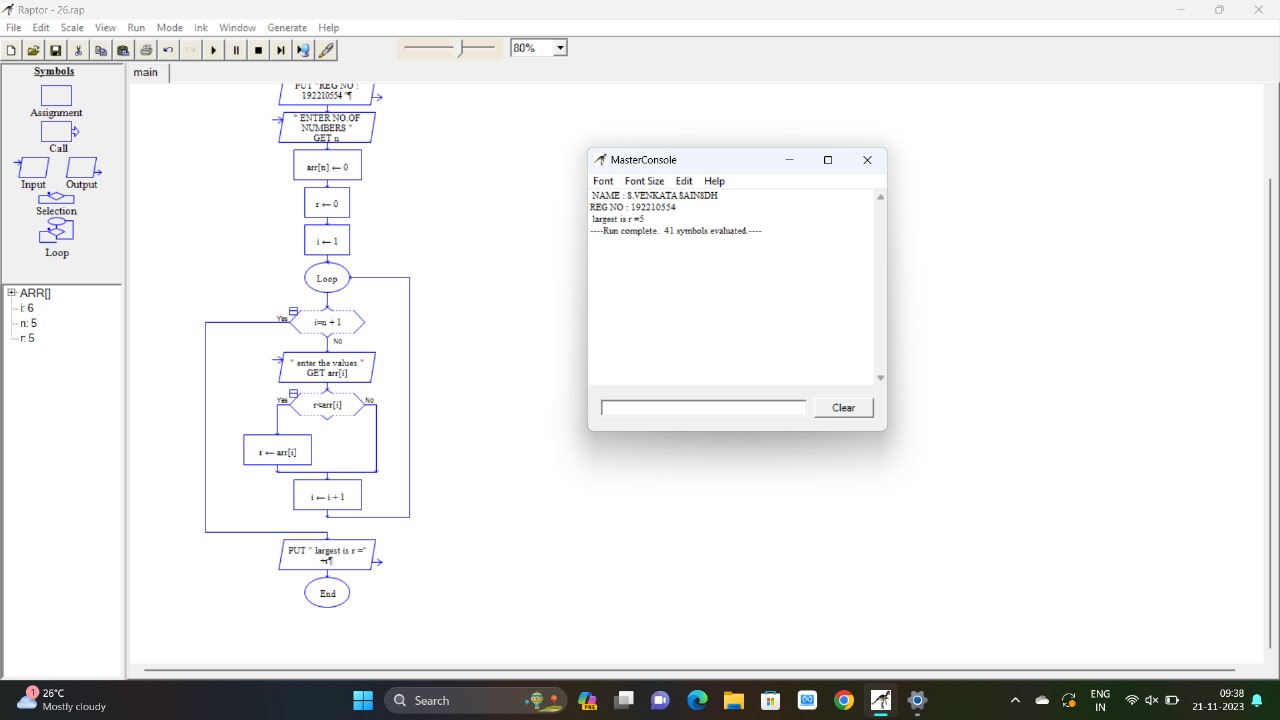 Raptor - 26.rap
File Edit Scale View Run Mode Ink Window Generate Help
80%
Symbols
Assignment
Call
Input Output
Selection
Loop
ARR[]
i: 6
n: 5
r: 5
main
PUT "REG NO :
192210554 "¶
" ENTER NO.OF
NUMBERS "
GET n
arr[n] ← 0
r ← 0
i ← 1
Loop
Yes
i=n + 1
No
" enter the values "
GET arr[i]
Yes
r<arr[i]
No
r ← arr[i]
i ← i + 1
PUT " largest is r ="
+r¶
End
MasterConsole
Font Font Size Edit Help
NAME : S.VENKATA SAINSDH
REG NO : 192210554
largest is r =5
----Run complete. 41 symbols evaluated.----
Clear
1
26°C
Mostly cloudy
Search
PRE
ENG
IN
09:38
21-11-2023